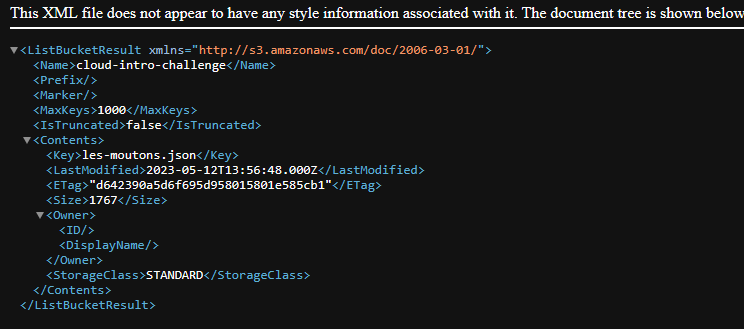 This XML file does not appear to have any style information associated with it. The document tree is shown below
<ListBucketResult xmlns="http://s3.amazonaws.com/doc/2006-03-01/">
<Name>cloud-intro-challenge</Name>
<Prefix/>
<Marker/>
<MaxKeys>1000</MaxKeys>
<IsTruncated>false</IsTruncated>
<Contents>
<Key>les-moutons.json</Key>
<LastModified>2023-05-12T13:56:48.000Z</LastModified>
<ETag>"d642390a5d6f695d958015801e585cb1"</ETag>
<Size>1767</Size>
<Owner>
<ID/>
<DisplayName/>
</Owner>
<StorageClass>STANDARD</StorageClass>
</Contents>
</ListBucketResult>